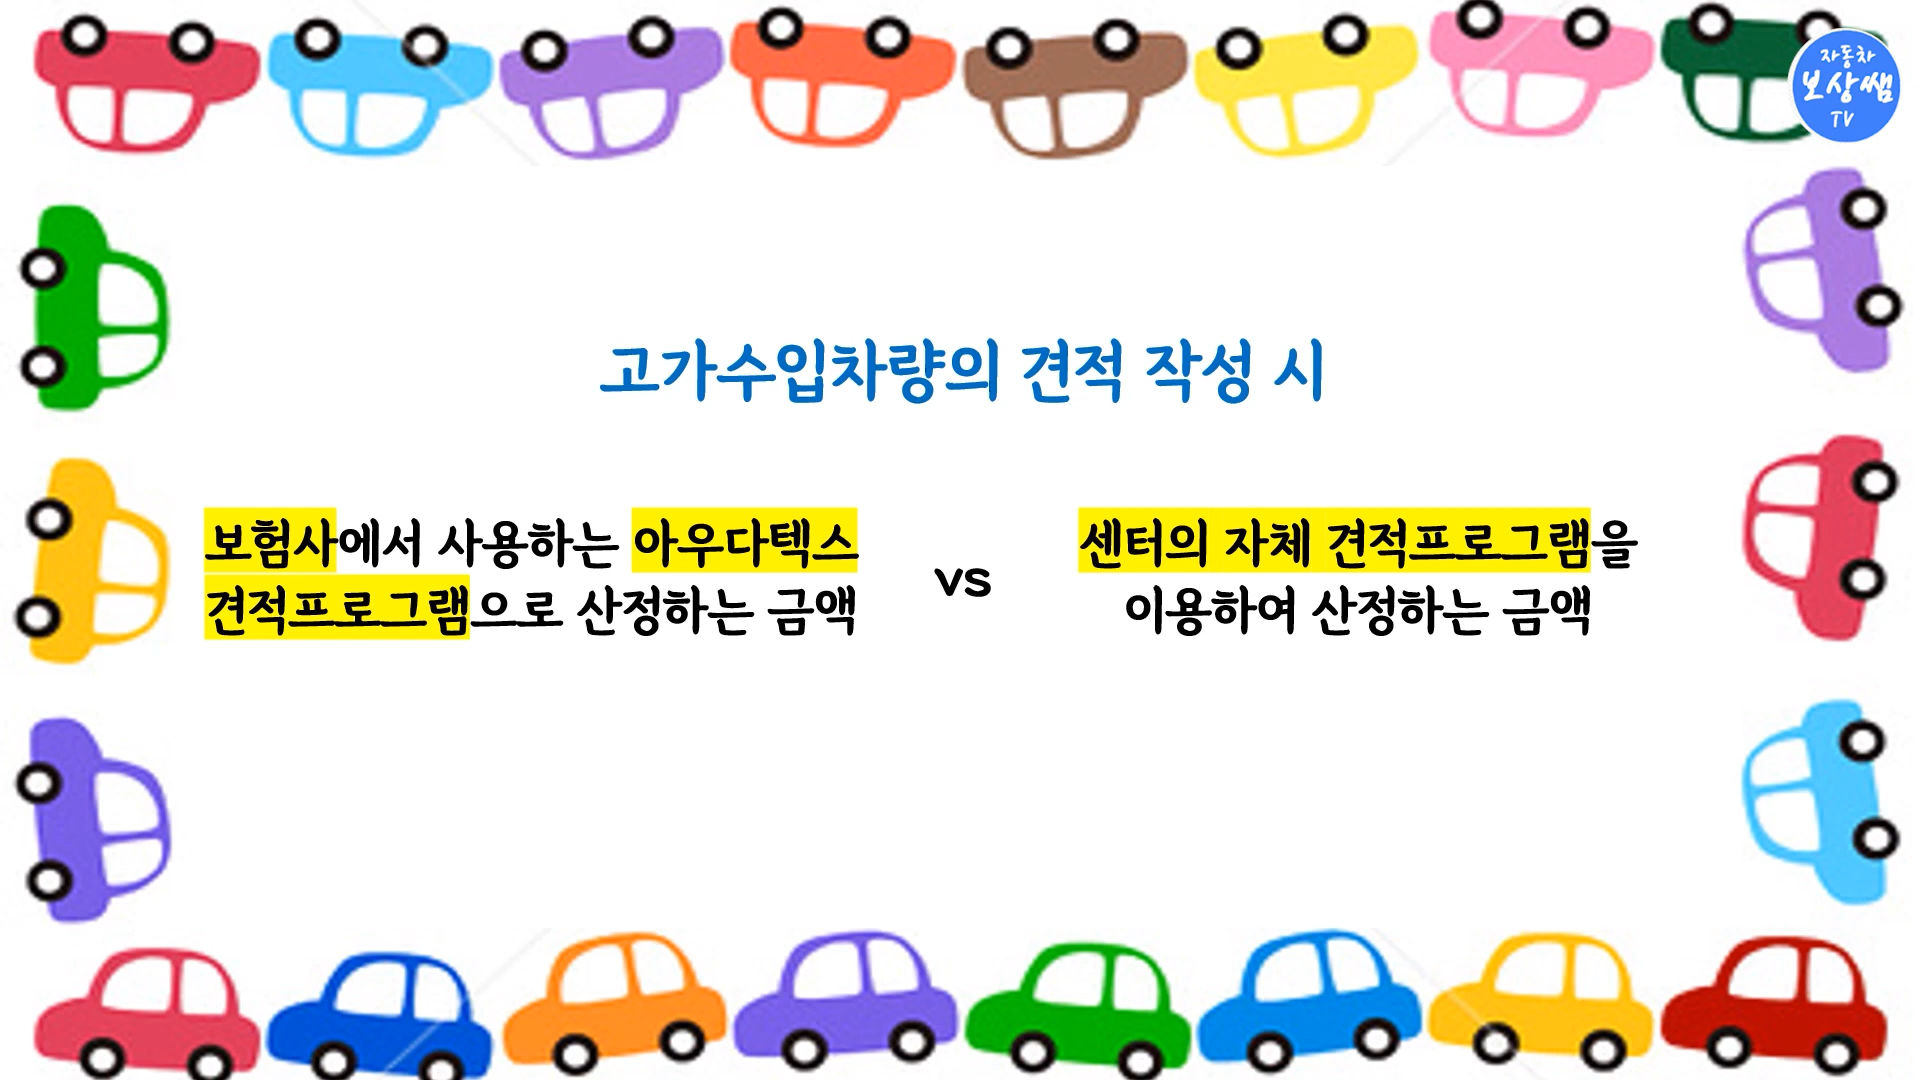 자동차
보상쌤
TV
고가수입차량의 견적 작성 시
보험사에서 사용하는 아우다텍스
견적프로그램으로 산정하는 금액
vs
센터의 자체 견적프로그램을
이용하여 산정하는 금액